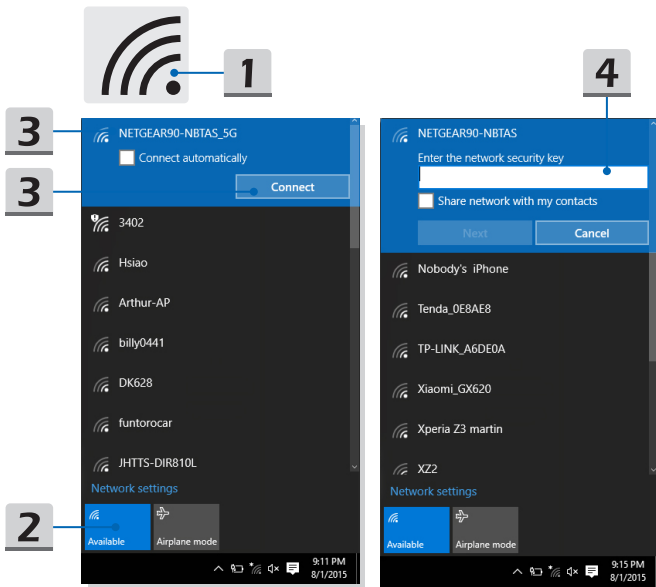 1
3
NETGEAR90-NBTAS_5G
Connect automatically
3
Connect
3402
Hsiao
Arthur-AP
billy0441
DK628
funtorocar
JHTTS-DIR810L
Network settings
2
Available
Airplane mode
9:11 PM
8/1/2015
4
NETGEAR90-NBTAS
Enter the network security key
Share network with my contacts
Next
Cancel
Nobody's iPhone
Tenda_0E8AE8
TP-LINK_A6DE0A
Xiaomi_GX620
Xperia Z3 martin
XZ2
Network settings
Available
Airplane mode
9:15 PM
8/1/2015